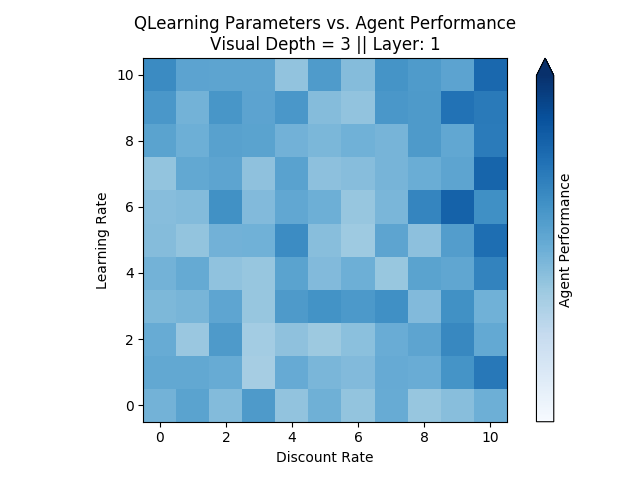 QLearning Parameters vs. Agent Performance
Visual Depth = 3 || Layer: 1
10
8
6
4
2
0
Learning Rate
0 2 4 6 8 10
Discount Rate
Agent Performance